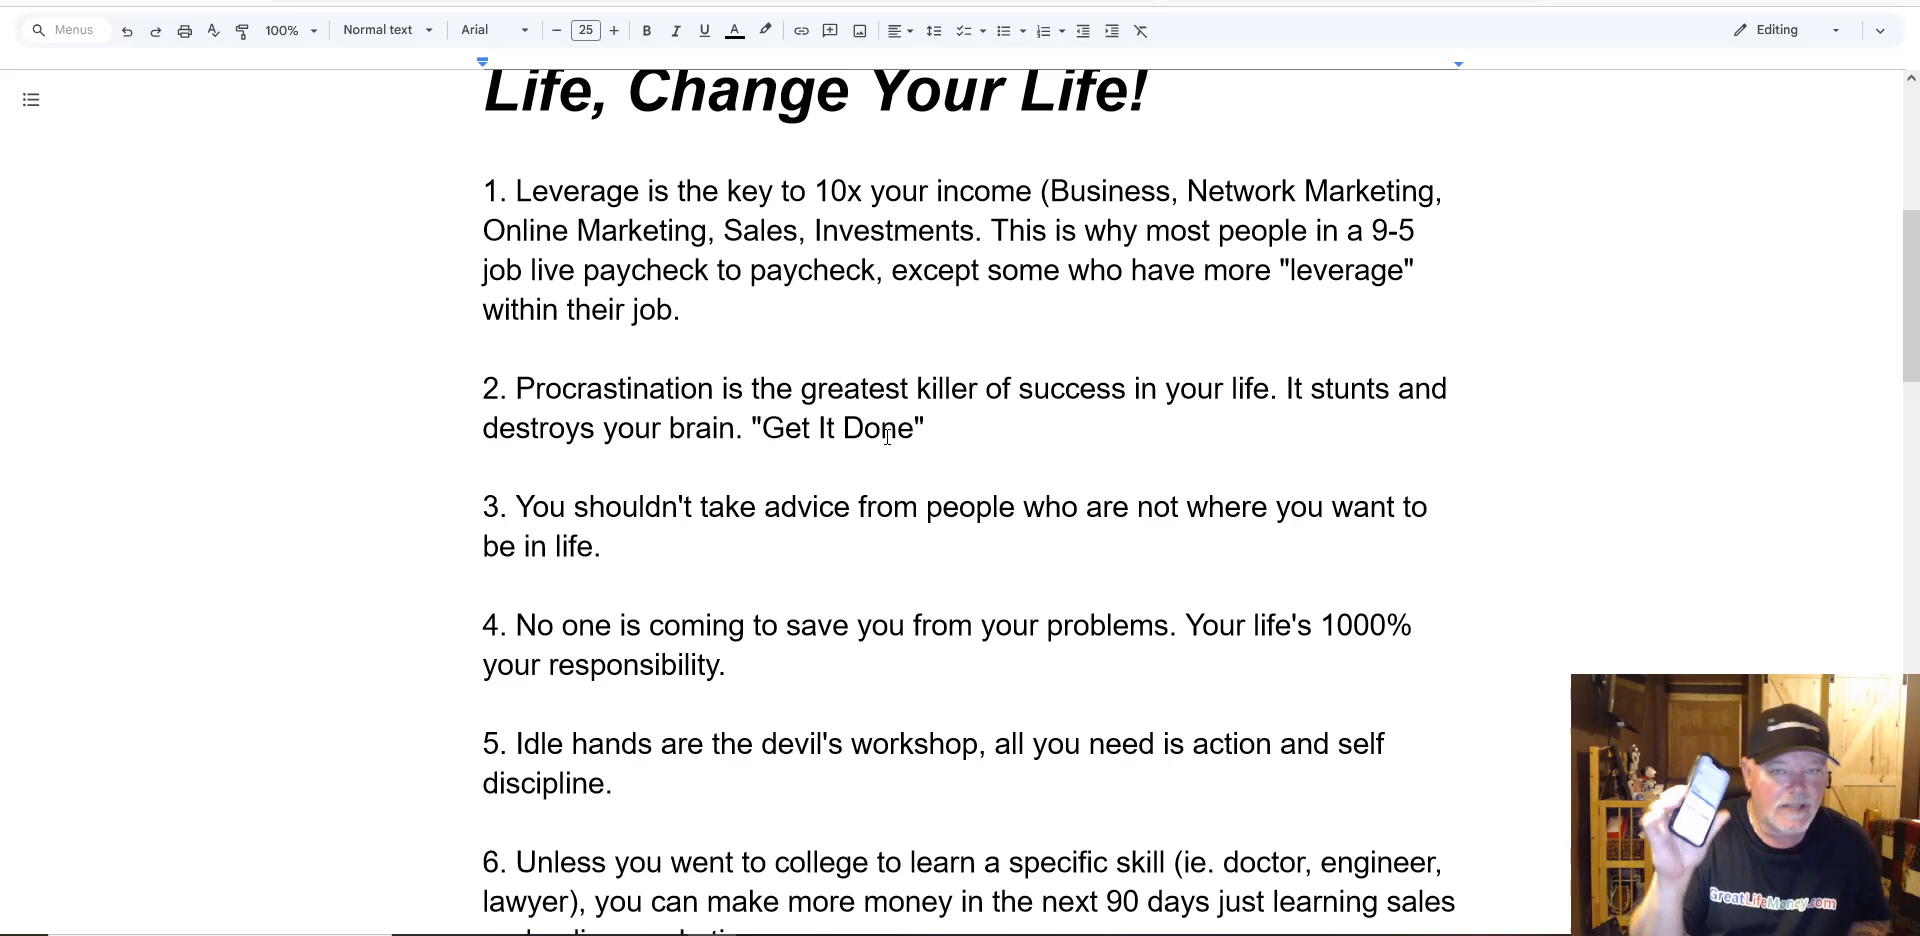 Menus 100% Normal text Arial 25 B I U A Editing
Life, Change Your Life!
1. Leverage is the key to 10x your income (Business, Network Marketing,
Online Marketing, Sales, Investments. This is why most people in a 9-5
job live paycheck to paycheck, except some who have more "leverage"
within their job.
2. Procrastination is the greatest killer of success in your life. It stunts and
destroys your brain. "Get It Done"
3. You shouldn't take advice from people who are not where you want to
be in life.
4. No one is coming to save you from your problems. Your life's 1000%
your responsibility.
5. Idle hands are the devil's workshop, all you need is action and self
discipline.
6. Unless you went to college to learn a specific skill (ie. doctor, engineer,
lawyer), you can make more money in the next 90 days just learning sales
GreatLifeMoney.com